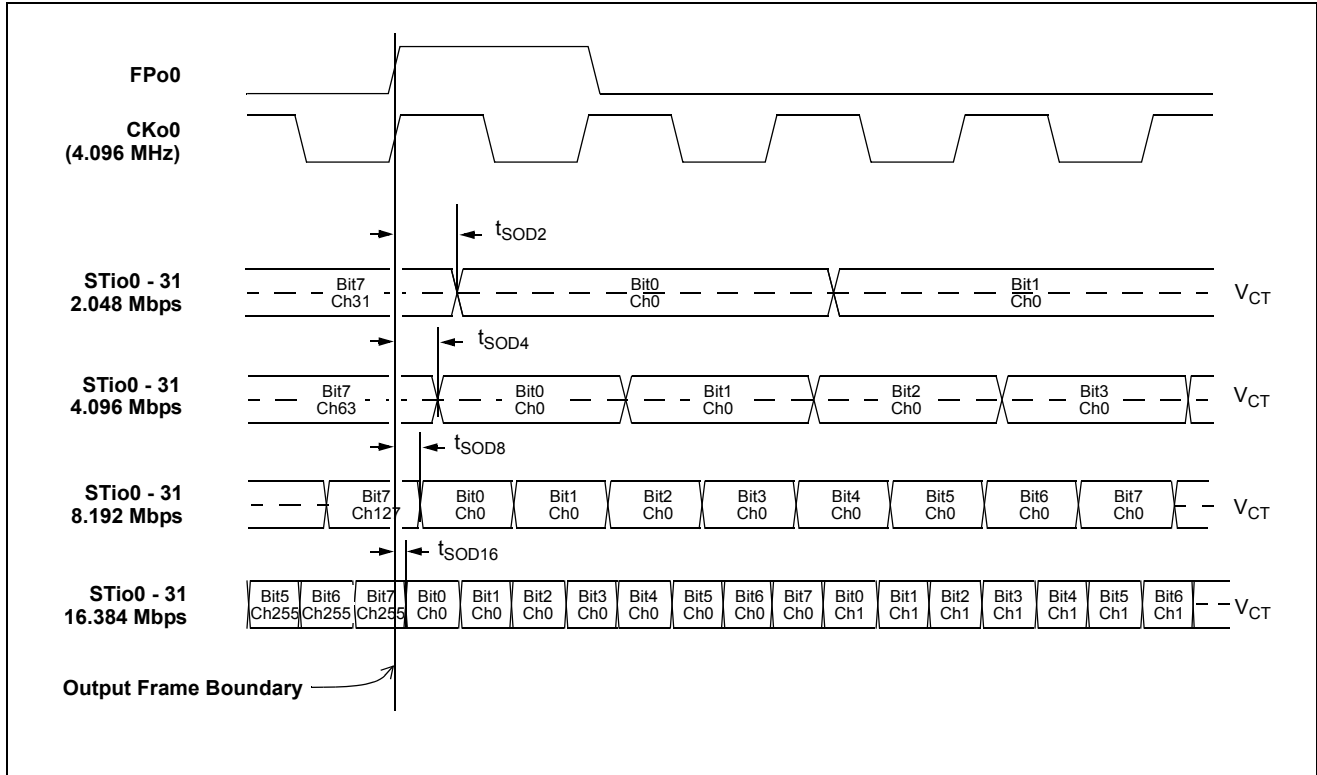 FPo0
CKo0
(4.096 MHz)
tSOD2
STio0 - 31
2.048 Mbps
Bit7
Ch31
Bit0
Ch0
Bit1
Ch0
VCT
tSOD4
STio0 - 31
4.096 Mbps
Bit7
Ch63
Bit0
Ch0
Bit1
Ch0
Bit2
Ch0
Bit3
Ch0
VCT
tSOD8
STio0 - 31
8.192 Mbps
Bit7
Ch127
Bit0
Ch0
Bit1
Ch0
Bit2
Ch0
Bit3
Ch0
Bit4
Ch0
Bit5
Ch0
Bit6
Ch0
Bit7
Ch0
VCT
tSOD16
STio0 - 31
16.384 Mbps
Bit5
Ch255
Bit6
Ch255
Bit7
Ch255
Bit0
Ch0
Bit1
Ch0
Bit2
Ch0
Bit3
Ch0
Bit4
Ch0
Bit5
Ch0
Bit6
Ch0
Bit7
Ch0
Bit0
Ch1
Bit1
Ch1
Bit2
Ch1
Bit3
Ch1
Bit4
Ch1
Bit5
Ch1
Bit6
Ch1
VCT
Output Frame Boundary